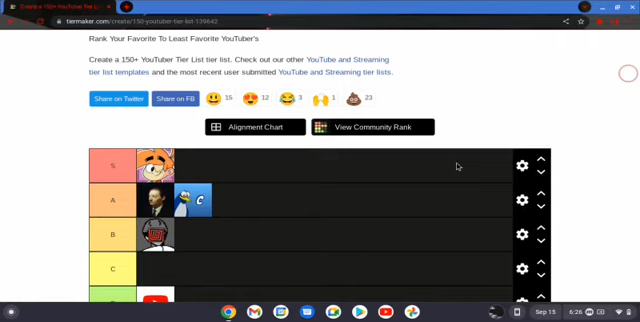 Create a 150+ YouTube Tier List
tiermaker.com/create/150-youtuber-tier-list-139642
Rank Your Favorite To Least Favorite YouTuber's
Create a 150+ YouTuber Tier List tier list. Check out our other YouTube and Streaming
tier list templates and the most recent user submitted YouTube and Streaming tier lists.
Share on Twitter Share on FB 15 12 3 1 23
Alignment Chart View Community Rank
S
A C
B
C
Sep 15 6:26